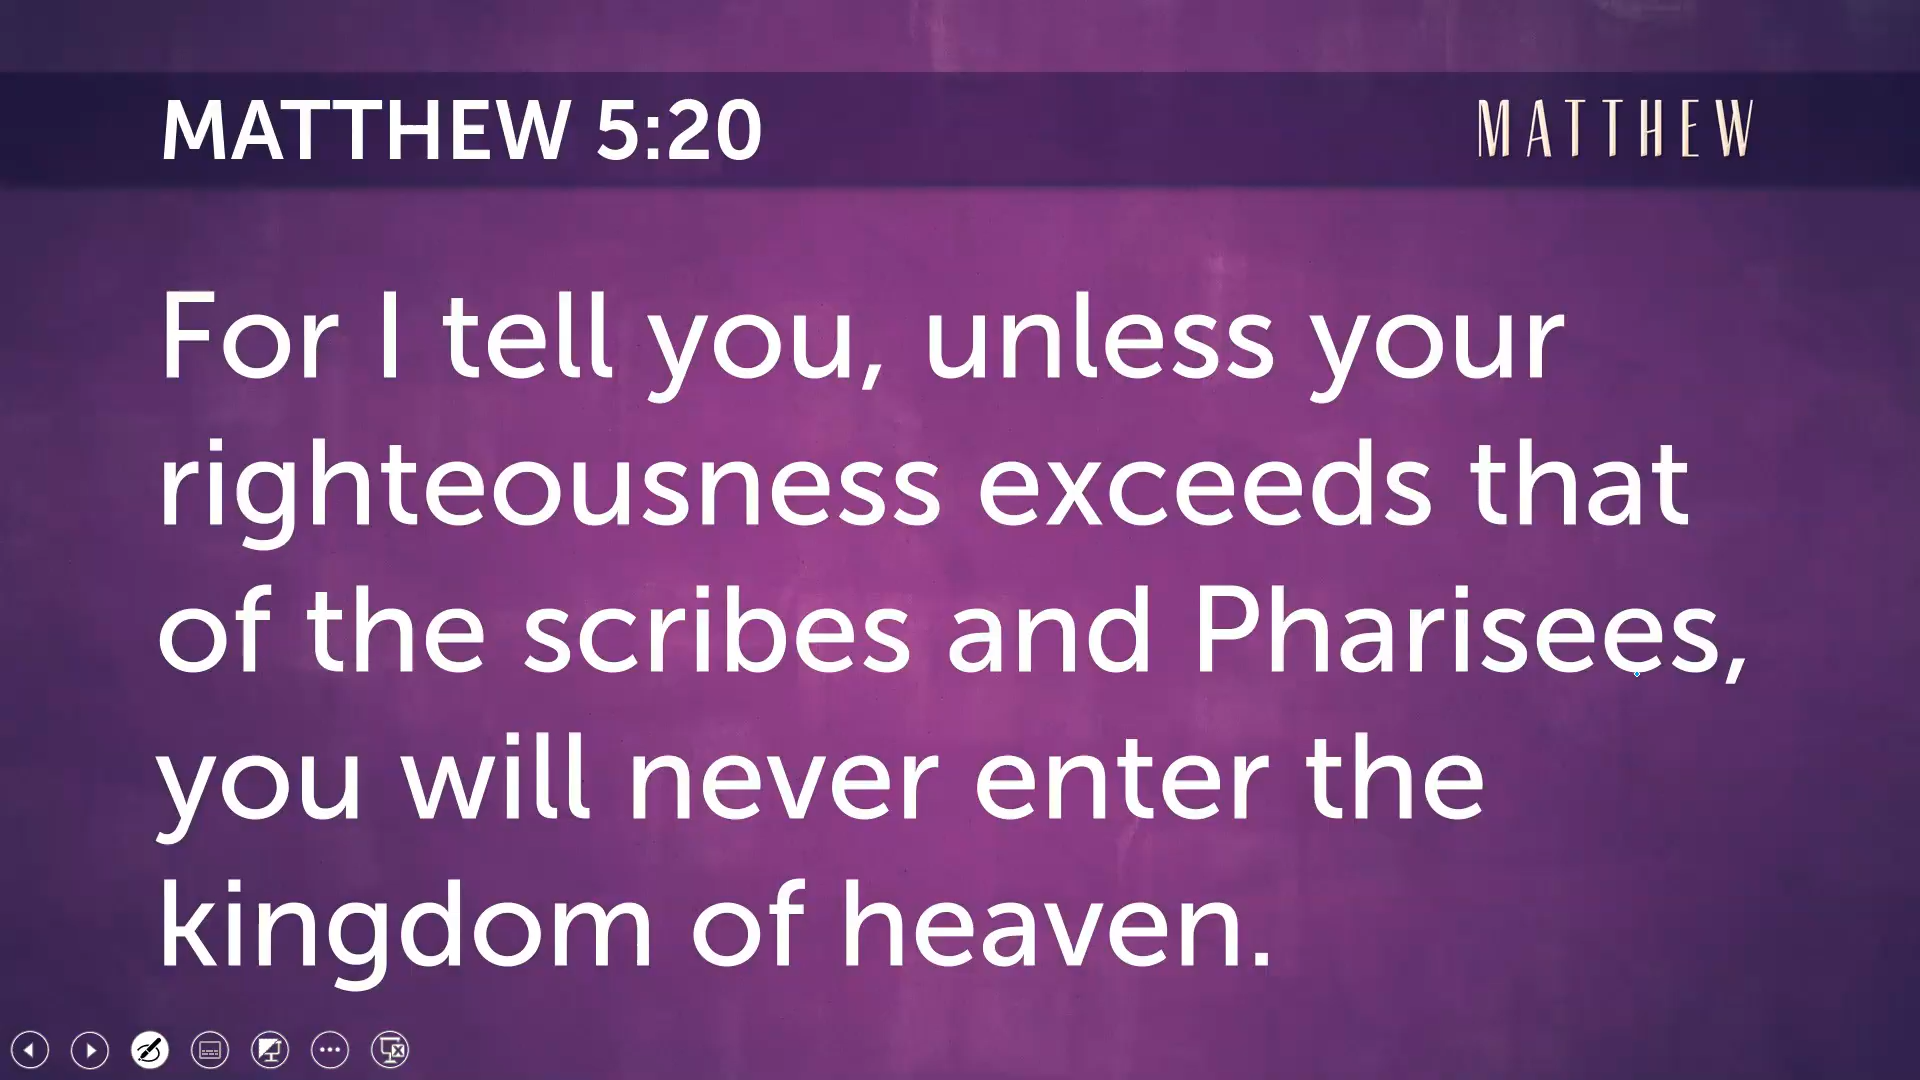 MATTHEW 5:20
MATTHEW
For I tell you, unless your
righteousness exceeds that
of the scribes and Pharisees,
you will never enter the
kingdom of heaven.